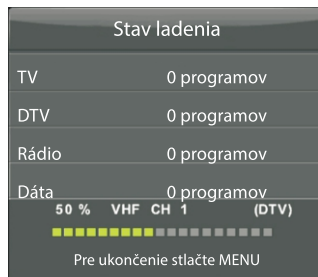 Stav ladenia
TV 0 programov
DTV 0 programov
Rádio 0 programov
Dáta 0 programov
50 % VHF CH 1 (DTV)
Pre ukončenie stlačte MENU